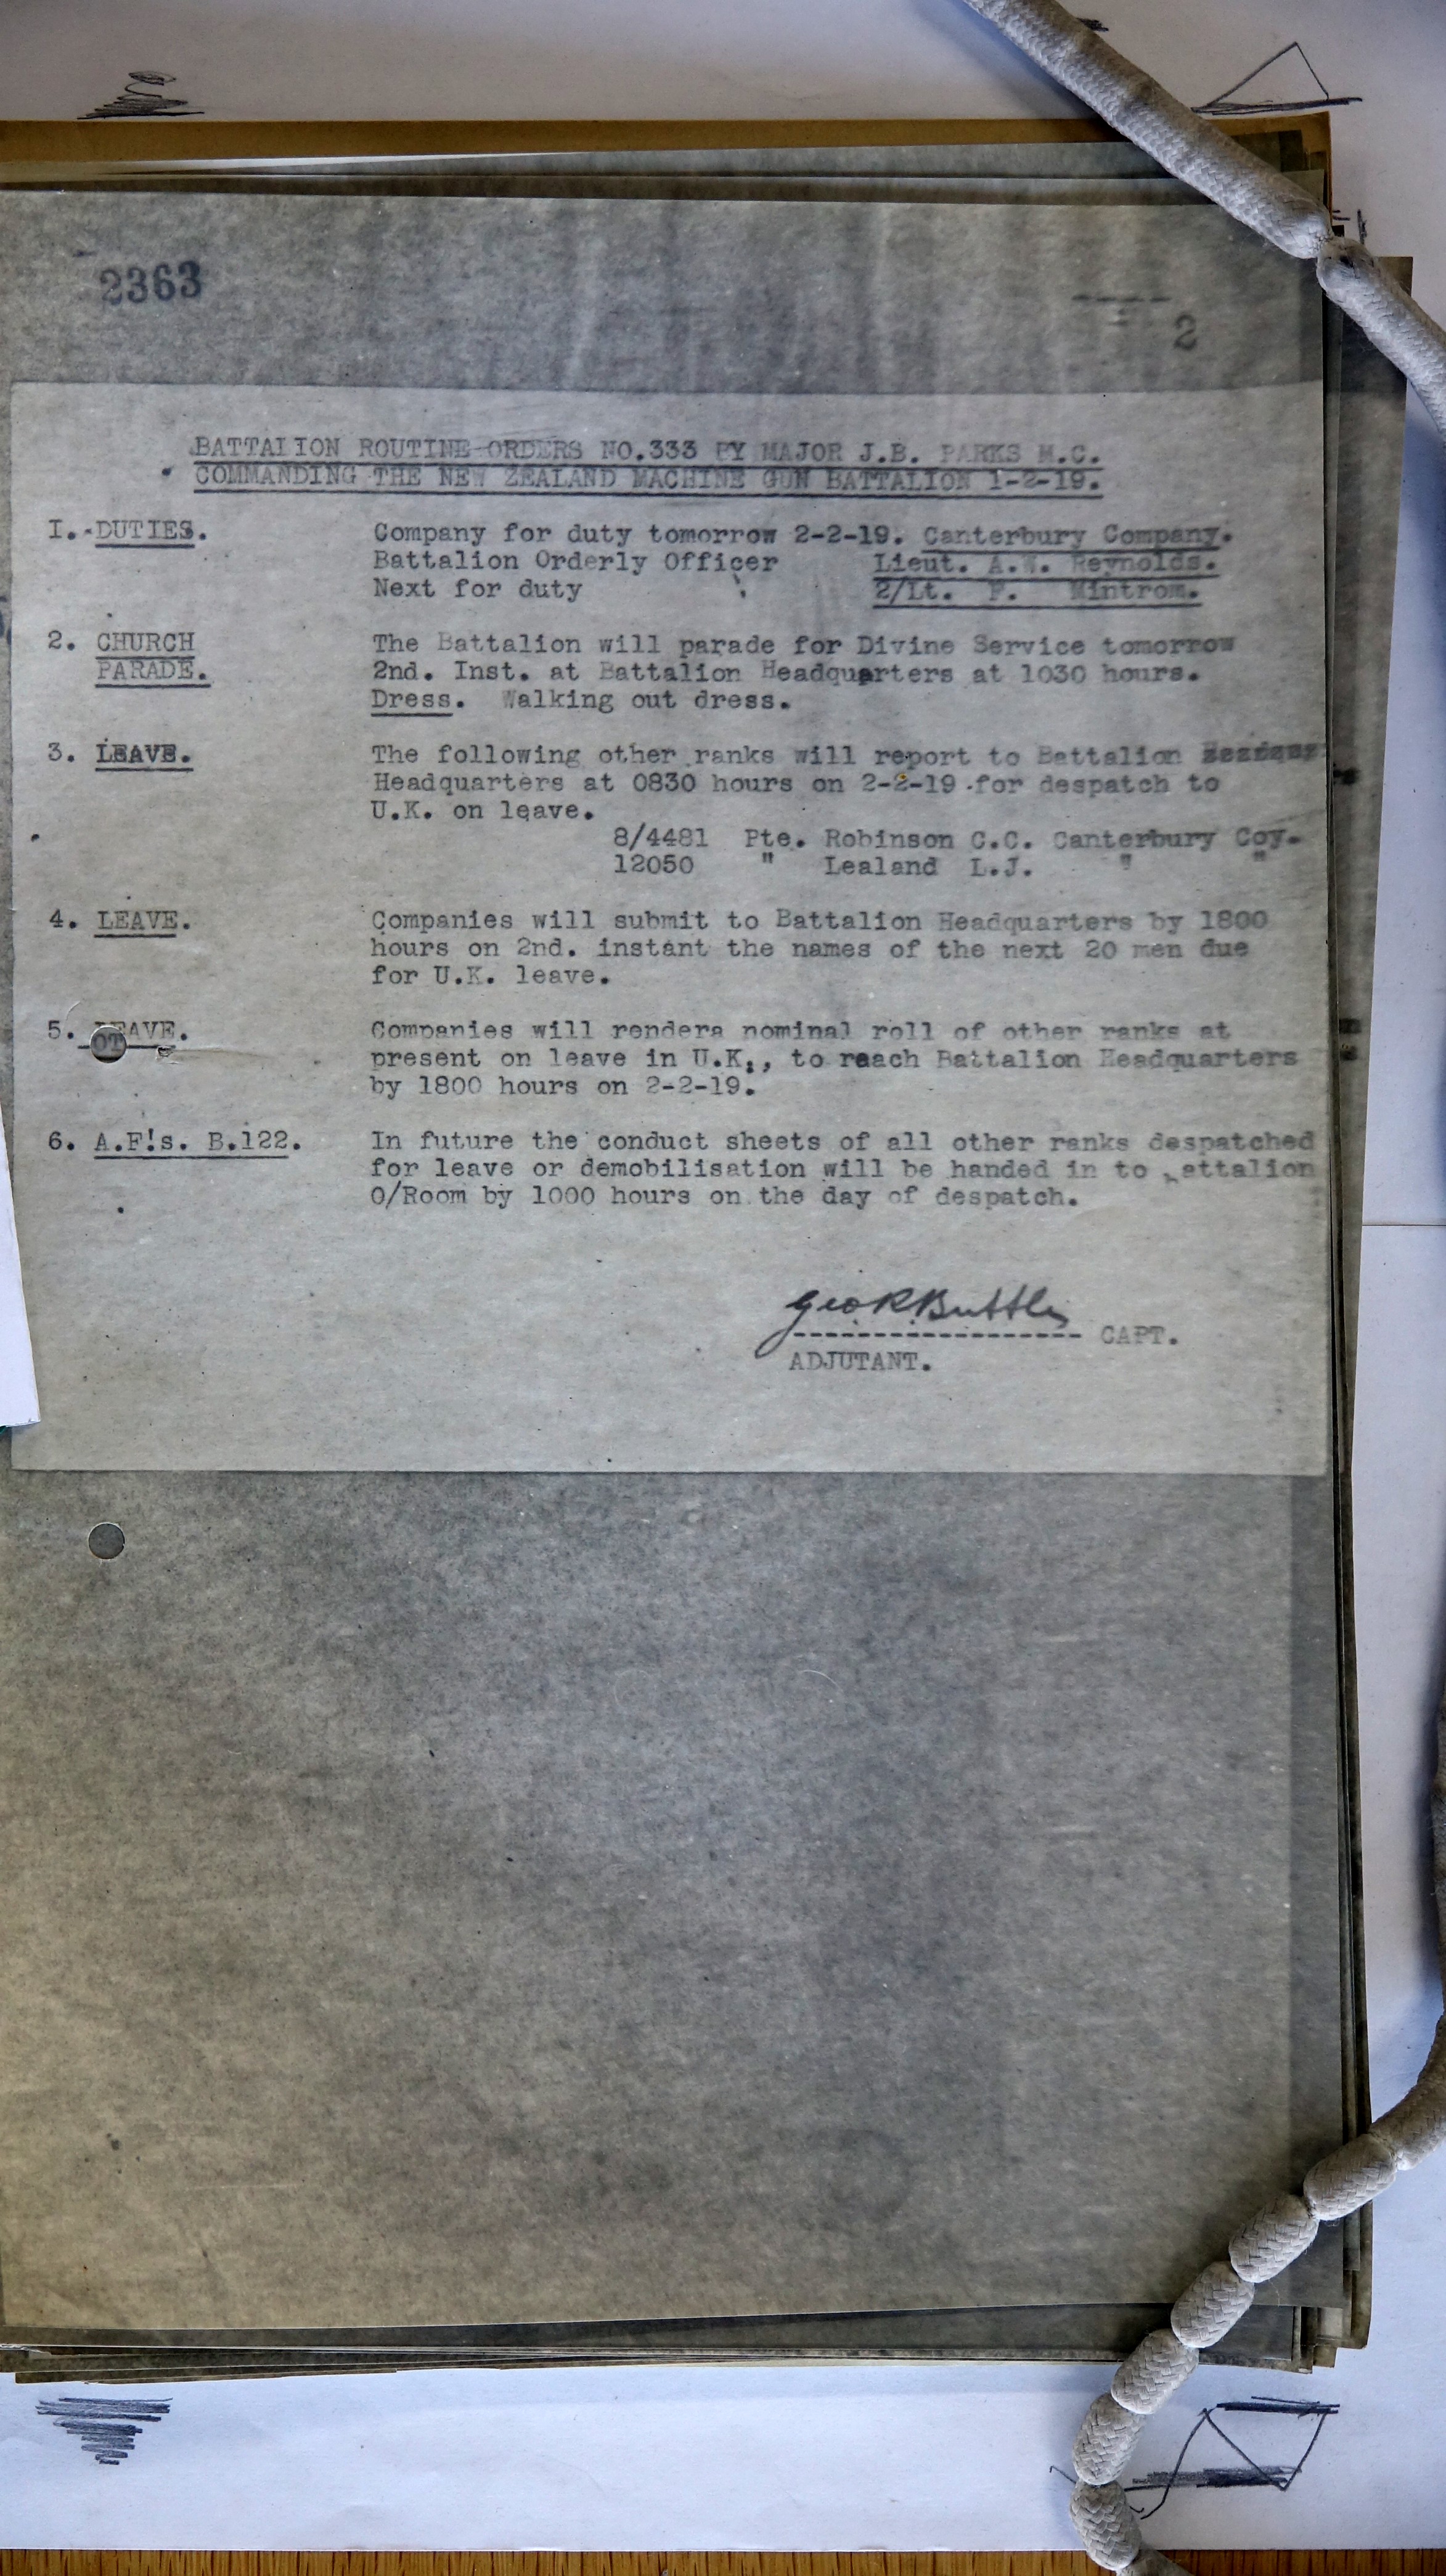 2363
2
BATTALION ROUTINE ORDERS NO.333 BY MAJOR J.B. PARKS M.C.
COMMANDING THE NEW ZEALAND MACHINE GUN BATTALION 1-2-19.
I. DUTIES. Company for duty tomorrow 2-2-19. Canterbury Company.
Battalion Orderly Officer Lieut. A.W. Reynolds.
Next for duty 2/Lt. F. Mintrom.
2. CHURCH The Battalion will parade for Divine Service tomorrow
PARADE. 2nd. Inst. at Battalion Headquarters at 1030 hours.
Dress. Walking out dress.
3. LEAVE. The following other ranks will report to Battalion
Headquarters at 0830 hours on 2-2-19 for despatch to
U.K. on leave.
8/4481 Pte. Robinson C.C. Canterbury Coy.
12050 " Lealand L.J. " "
4. LEAVE. Companies will submit to Battalion Headquarters by 1800
hours on 2nd. instant the names of the next 20 men due
for U.K. leave.
5. LEAVE. Companies will rendera nominal roll of other ranks at
present on leave in U.K., to reach Battalion Headquarters
by 1800 hours on 2-2-19.
6. A.F!s. B.122. In future the conduct sheets of all other ranks despatched
for leave or demobilisation will be handed in to attalion
O/Room by 1000 hours on the day of despatch.
Geo R Buttle
CAPT.
ADJUTANT.